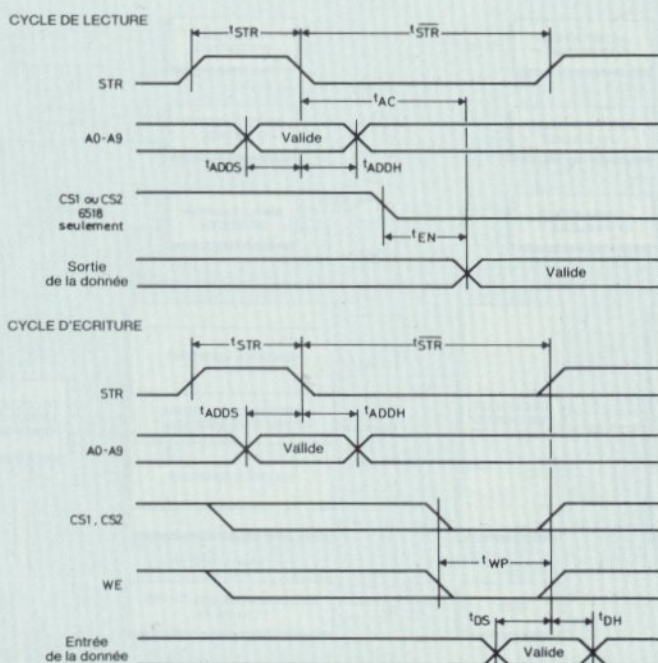 CYCLE DE LECTURE
tSTR
tS̅T̅R̅
STR
tAC
A0-A9
Valide
tADDS
tADDH
CS1 ou CS2
6518
seulement
tEN
Sortie
de la donnée
Valide
CYCLE D'ECRITURE
tSTR
tS̅T̅R̅
STR
tADDS
tADDH
A0-A9
Valide
CS1, CS2
tWP
WE
tDS
tDH
Entrée
de la donnée
Valide